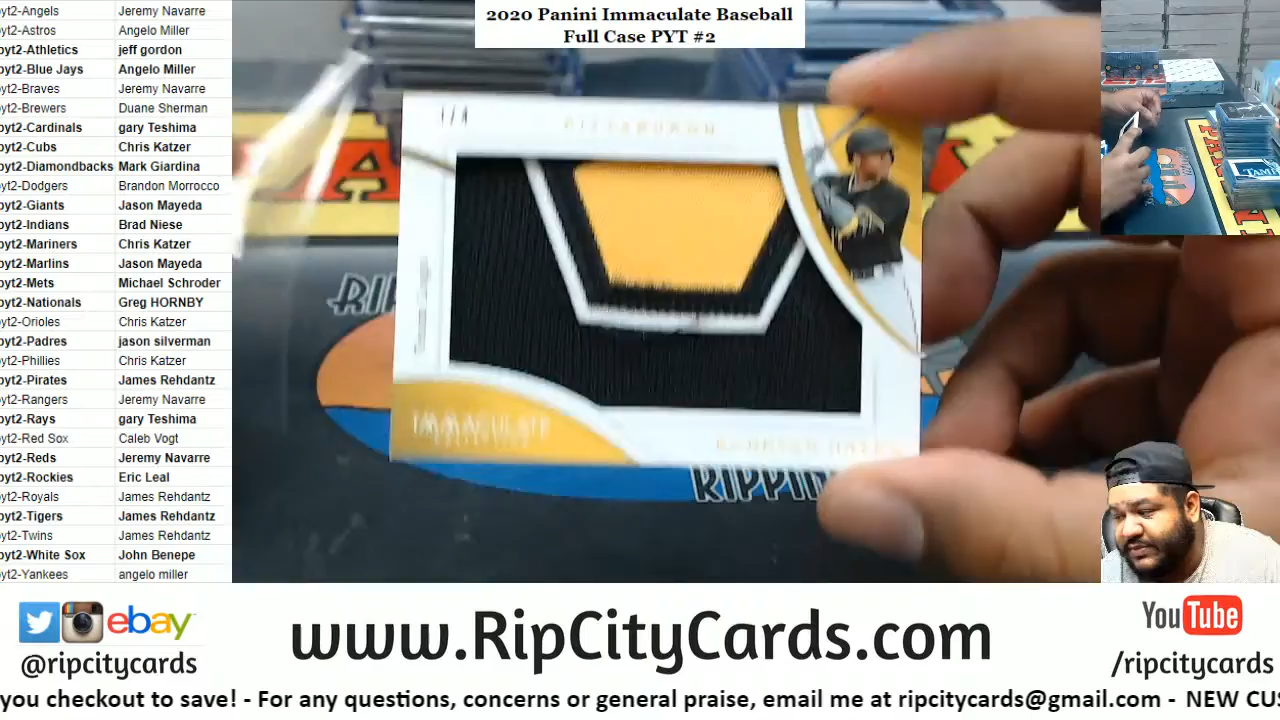 2020 Panini Immaculate Baseball
Full Case PYT #2
pyt2-Angels Jeremy Navarre
pyt2-Astros Angelo Miller
pyt2-Athletics jeff gordon
pyt2-Blue Jays Angelo Miller
pyt2-Braves Jeremy Navarre
pyt2-Brewers Duane Sherman
pyt2-Cardinals gary Teshima
pyt2-Cubs Chris Katzer
pyt2-Diamondbacks Mark Giardina
pyt2-Dodgers Brandon Morrocco
pyt2-Giants Jason Mayeda
pyt2-Indians Brad Niese
pyt2-Mariners Chris Katzer
pyt2-Marlins Jason Mayeda
pyt2-Mets Michael Schroder
pyt2-Nationals Greg HORNBY
pyt2-Orioles Chris Katzer
pyt2-Padres jason silverman
pyt2-Phillies Chris Katzer
pyt2-Pirates James Rehdantz
pyt2-Rangers Jeremy Navarre
pyt2-Rays gary Teshima
pyt2-Red Sox Caleb Vogt
pyt2-Reds Jeremy Navarre
pyt2-Rockies Eric Leal
pyt2-Royals James Rehdantz
pyt2-Tigers James Rehdantz
pyt2-Twins James Rehdantz
pyt2-White Sox John Benepe
pyt2-Yankees angelo miller
PITTSBURGH
IMMACULATE
RIPPIN
TAMP
ebay
@ripcitycards
www.RipCityCards.com
YouTube
/ripcitycards
you checkout to save! - For any questions, concerns or general praise, email me at ripcitycards@gmail.com - NEW CUS